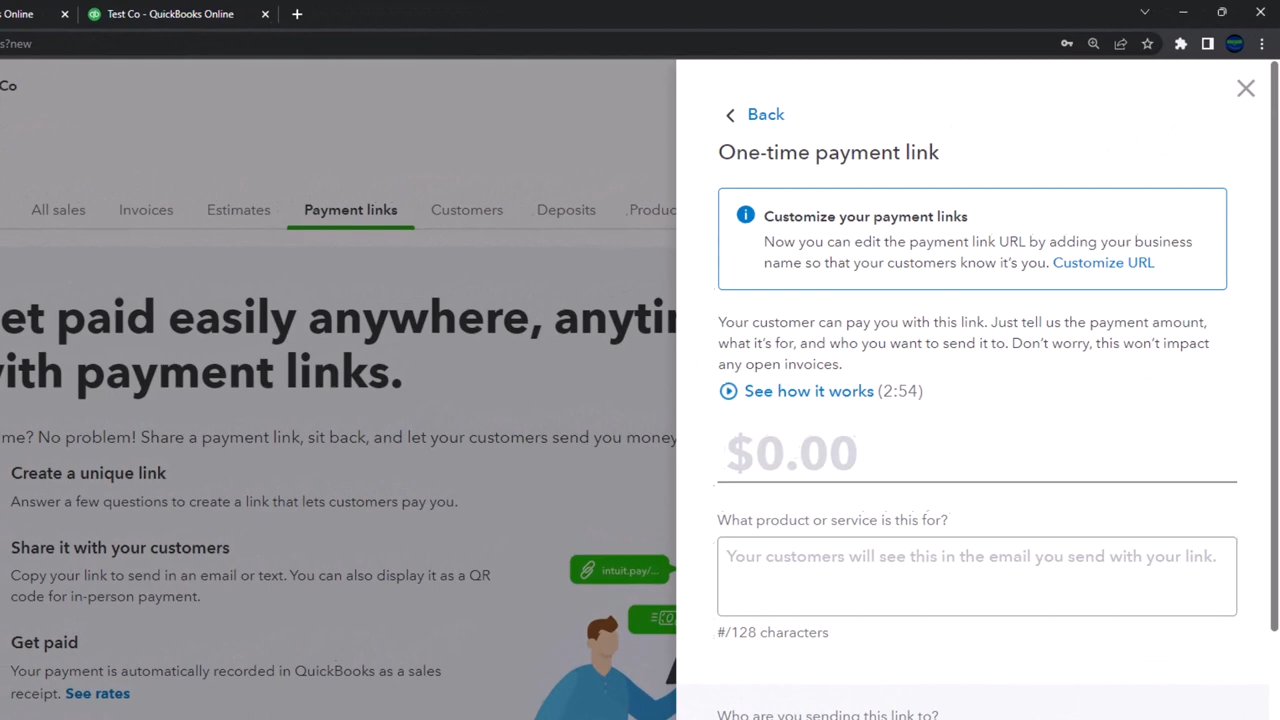 s Online
Test Co - QuickBooks Online
s?new
Co
All sales
Invoices
Estimates
Payment links
Customers
Deposits
Produc
et paid easily anywhere, anytin
ith payment links.
me? No problem! Share a payment link, sit back, and let your customers send you money
Create a unique link
Answer a few questions to create a link that lets customers pay you.
Share it with your customers
Copy your link to send in an email or text. You can also display it as a QR
code for in-person payment.
Get paid
Your payment is automatically recorded in QuickBooks as a sales
receipt. See rates
intuit.pay/...
Back
One-time payment link
Customize your payment links
Now you can edit the payment link URL by adding your business
name so that your customers know it's you. Customize URL
Your customer can pay you with this link. Just tell us the payment amount,
what it's for, and who you want to send it to. Don't worry, this won't impact
any open invoices.
See how it works (2:54)
$0.00
What product or service is this for?
Your customers will see this in the email you send with your link.
#/128 characters
Who are you sending this link to?